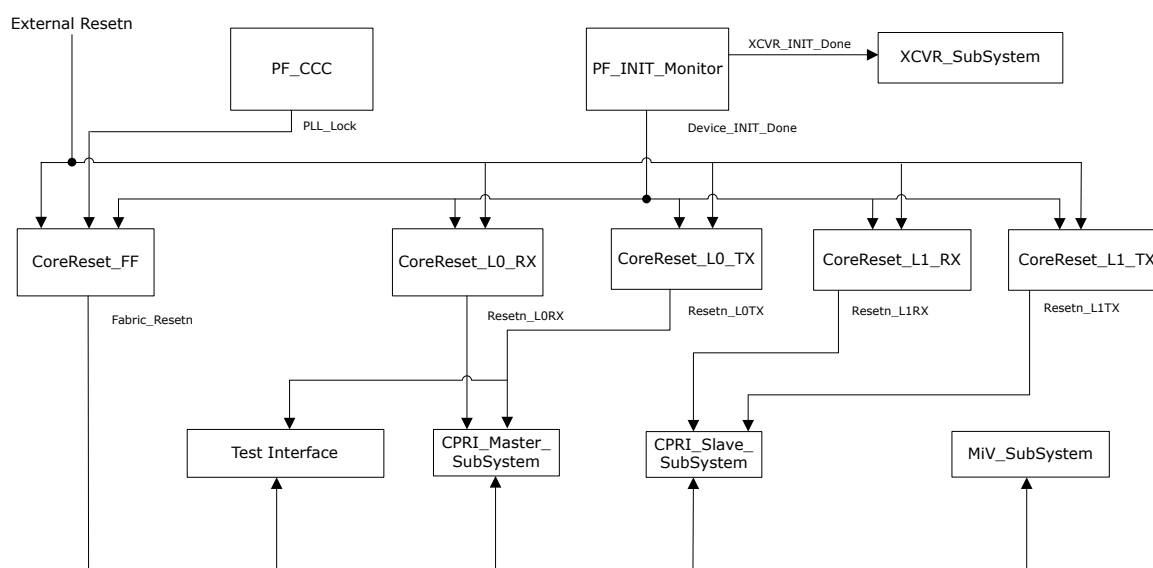 External Resetn
PF_CCC
PF_INIT_Monitor
XCVR_INIT_Done
XCVR_SubSystem
PLL_Lock
Device_INIT_Done
CoreReset_FF
CoreReset_L0_RX
CoreReset_L0_TX
CoreReset_L1_RX
CoreReset_L1_TX
Fabric_Resetn
Resetn_L0RX
Resetn_L0TX
Resetn_L1RX
Resetn_L1TX
Test Interface
CPRI_Master_
SubSystem
CPRI_Slave_
SubSystem
MiV_SubSystem